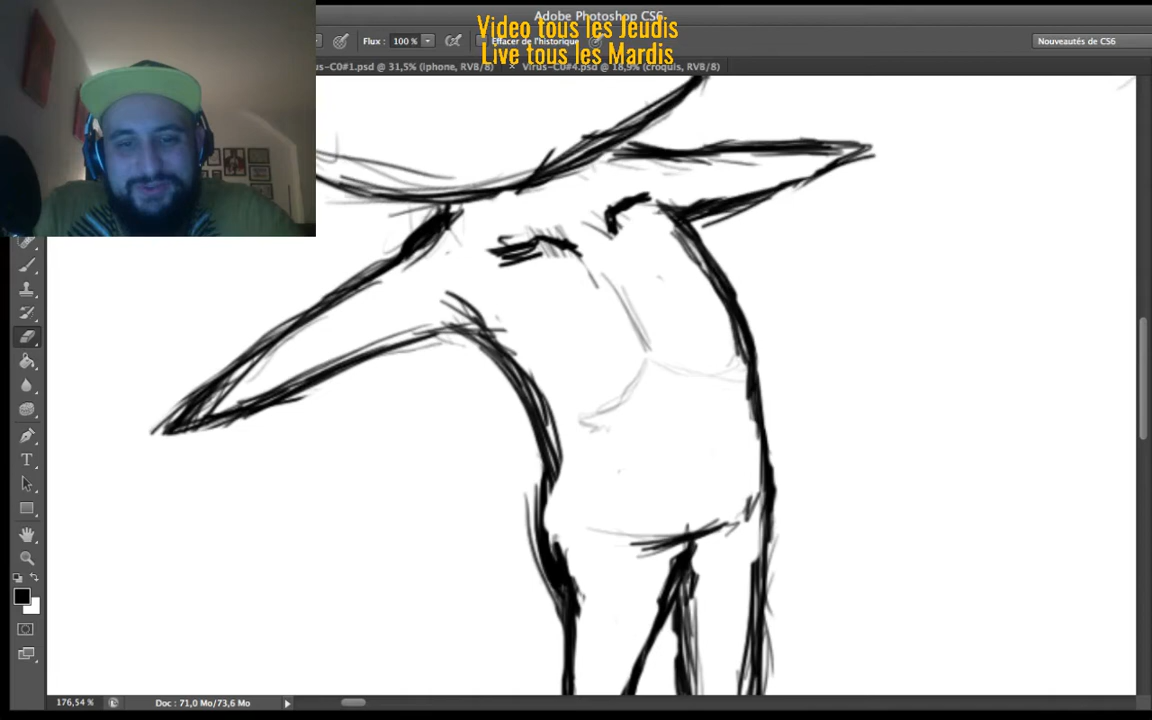 Adobe Photoshop CS6
Video tous les Jeudis
Flux : 100 % Effacer de l'historique Nouveautés de CS6
Live tous les Mardis
us-C0#1.psd @ 31,5% (iphone, RVB/8) × Virus-C0#4.psd @ 18,9% (croquis, RVB/8)
T
176,54 % Doc : 71,0 Mo/73,6 Mo